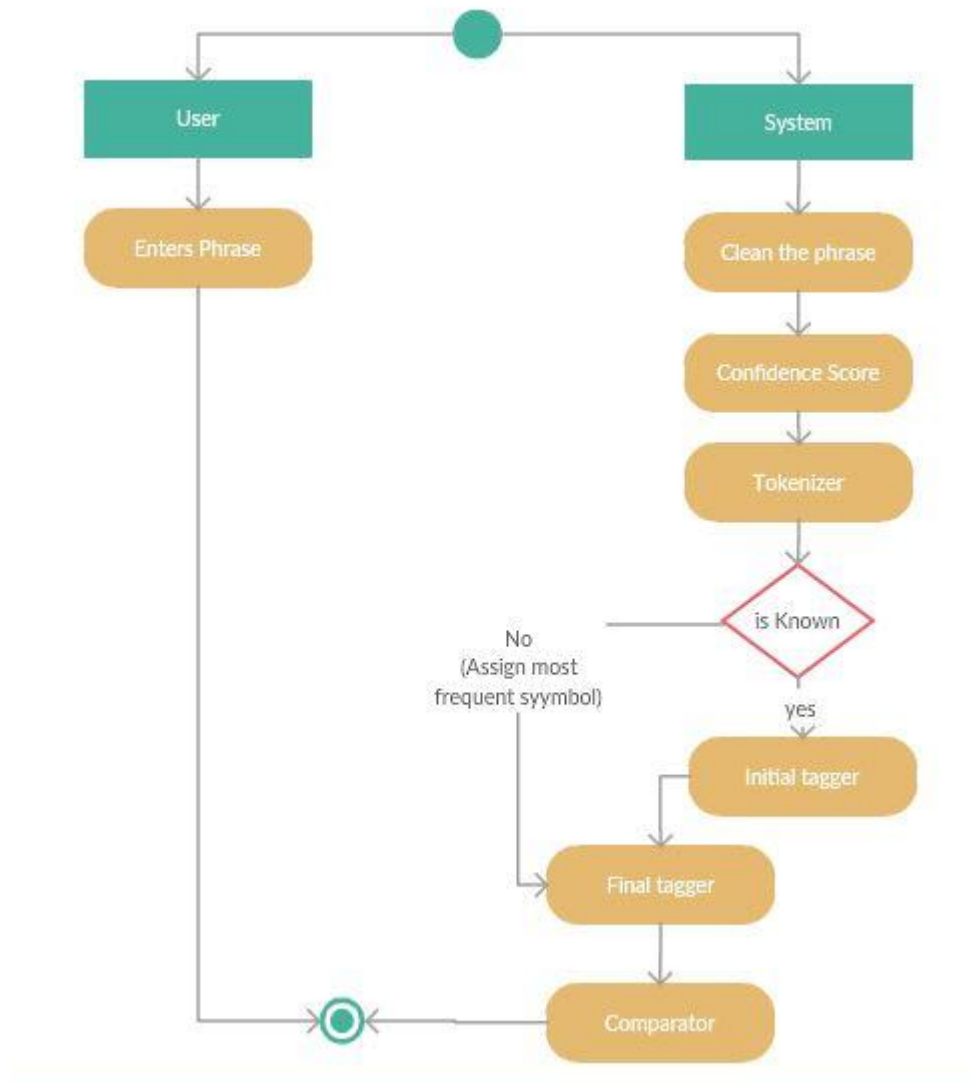 User
System
Enters Phrase
Clean the phrase
Confidence Score
Tokenizer
is Known
No
(Assign most
frequent syymbol)
yes
Initial tagger
Final tagger
Comparator